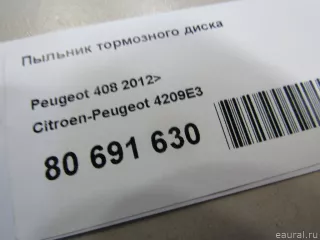 Пыльник тормозного диска
Peugeot 408 2012>
Citroen-Peugeot 4209E3
80 691 630
eaural.ru